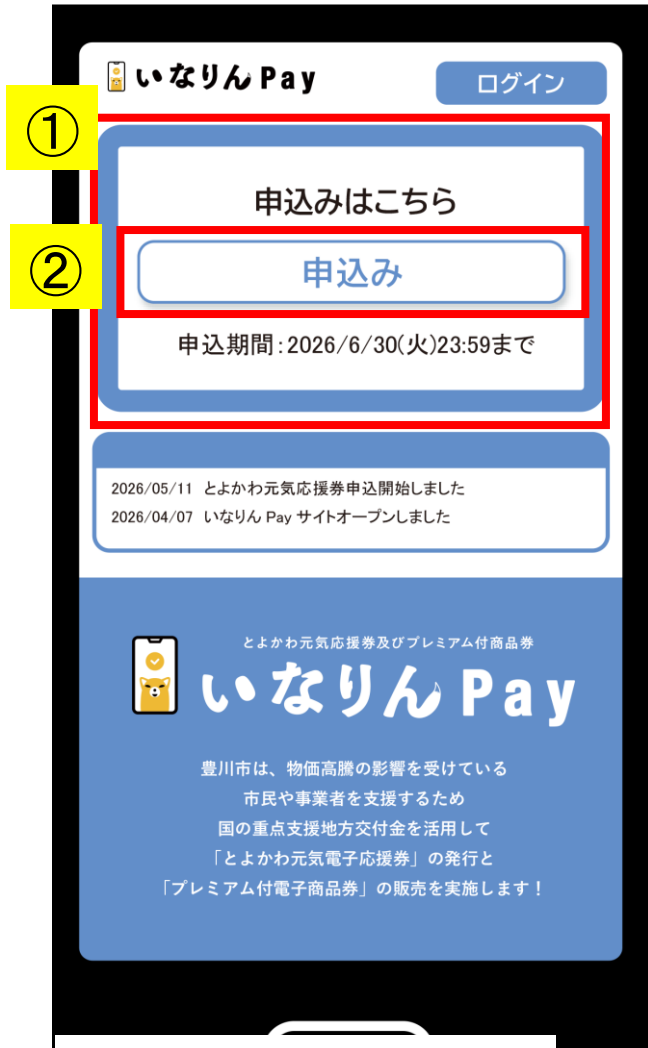 いなりん Pay
ログイン
①
申込みはこちら
②
申込み
申込期間:2026/6/30(火)23:59まで
2026/05/11 とよかわ元気応援券申込開始しました
2026/04/07 いなりん Pay サイトオープンしました
とよかわ元気応援券及びプレミアム付商品券
いなりん Pay
豊川市は、物価高騰の影響を受けている
市民や事業者を支援するため
国の重点支援地方交付金を活用して
「とよかわ元気電子応援券」の発行と
「プレミアム付電子商品券」の販売を実施します！